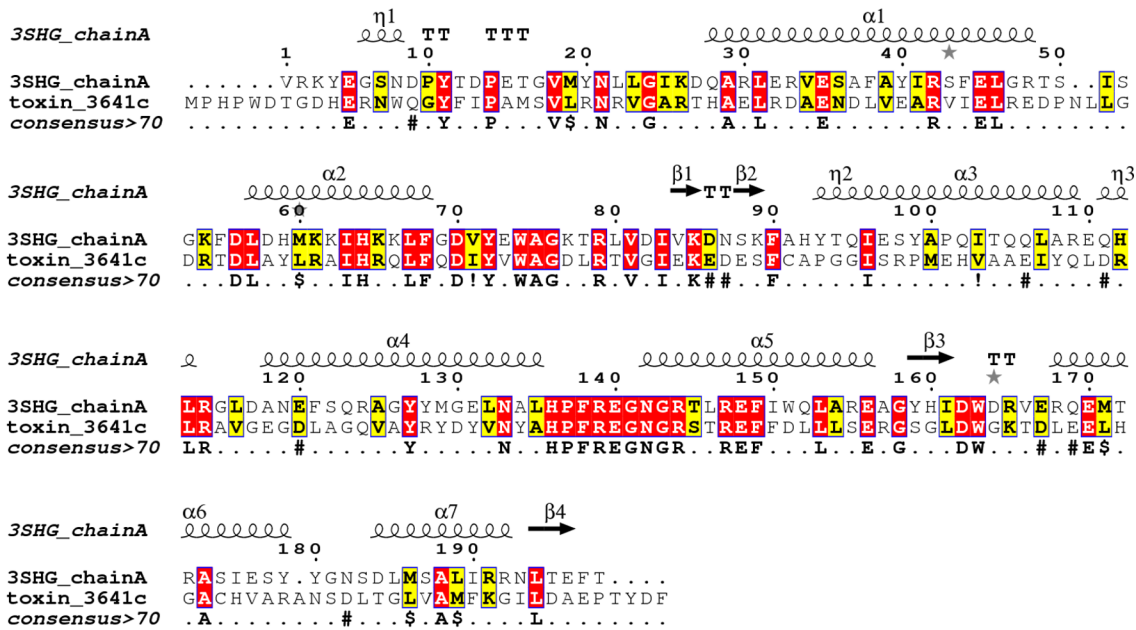 3SHG_chainA η1 TT TTT α1
1 10 20 30 40 50
3SHG_chainA ......VRKYEGSNDPYTDPETGVMYNLLGIKDQARLERVESAFAYIRSFELGRTS..IS
toxin_3641c MPHPWDTGDHERNWQGYFIPAMSVLRNRVGARTHAELRDAENDLVEARVIELREDPNLLG
consensus>70 ..........E...#.Y..P...V$.N..G....A.L...E......R..EL........
3SHG_chainA α2 β1 TT β2 η2 α3 η3
60 70 80 90 100 110
3SHG_chainA GKFDLDHMKKIHKKLFGDVYEWAGKTRLVDIVKDNSKFAHYTQIESYAPQITQQLAREQH
toxin_3641c DRTDLAYLRAIHRQLFQDIYVWAGDLRTVGIEKEDESFCAPGGISRPMEHVAAEIYQLDR
consensus>70 ...DL..$..IH..LF.D!Y.WAG..R.V.I.K##..F.....I......!..#....#.
3SHG_chainA α4 α5 β3 TT
120 130 140 150 160 170
3SHG_chainA LRGLDANEFSQRAGYYMGELNALHPFREGNGRTLREFIWQLAREAGYHIDWDRVERQEMT
toxin_3641c LRAVGEGDLAGQVAYRYDYVNYAHPFREGNGRSTREFFDLLLSERGSGLDWGKTDLEELH
consensus>70 LR.....#......Y.....N..HPFREGNGR..REF...L..E.G...DW...#.#E$.
3SHG_chainA α6 α7 β4
180 190
3SHG_chainA RASIESY.YGNSDLMSALIRRNLTEFT....
toxin_3641c GACHVARANSDLTGLVAMFKGILDAEPTYDF
consensus>70 .A........#...$.A$....L........